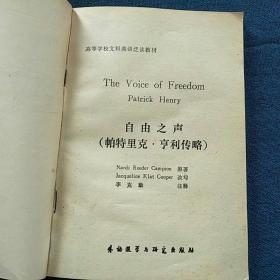 高等学校文科英语泛读教材
The Voice of Freedom
Patrick Henry
自由之声
(帕特里克·亨利传略)
Nardi Reeder Campion 原著
Jacqueline Klat Cooper 改写
李克勤 注释
外语教学与研究出版社